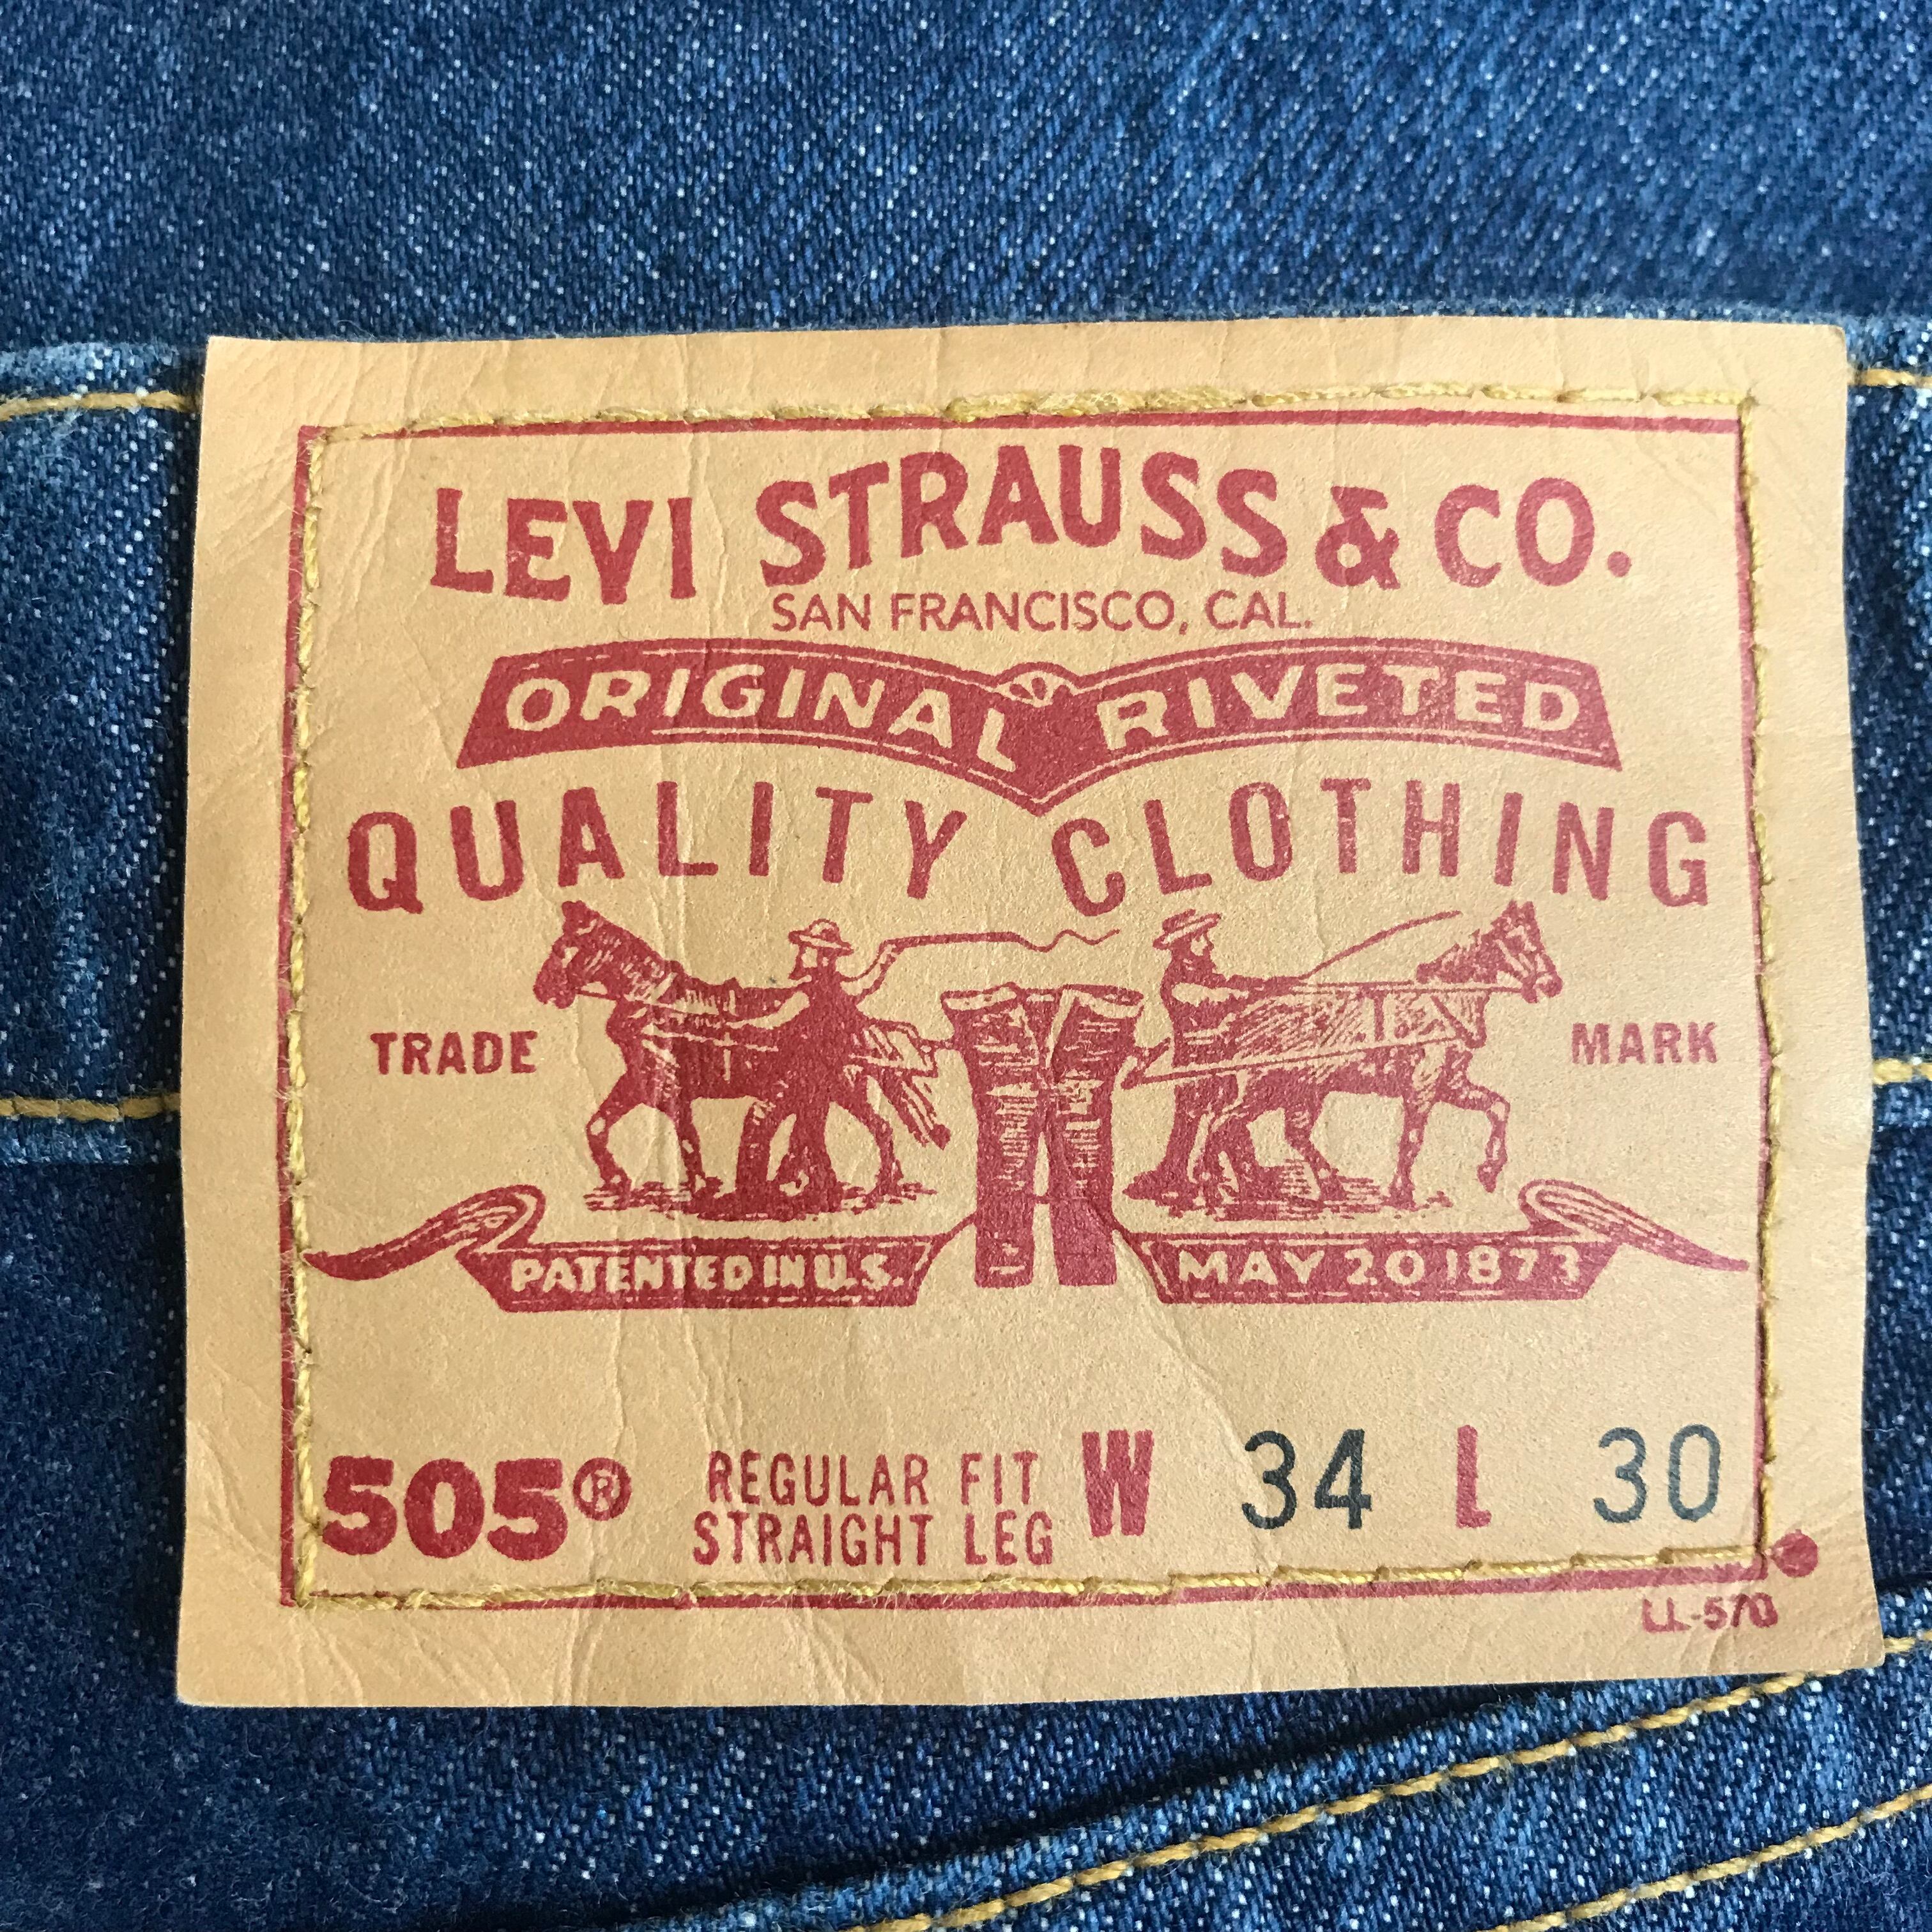 LEVI STRAUSS & CO.
SAN FRANCISCO, CAL.
ORIGINAL RIVETED
QUALITY CLOTHING
TRADE MARK
PATENTED IN U.S. MAY 20 1873
505® REGULAR FIT W 34 L 30
STRAIGHT LEG
LL-570